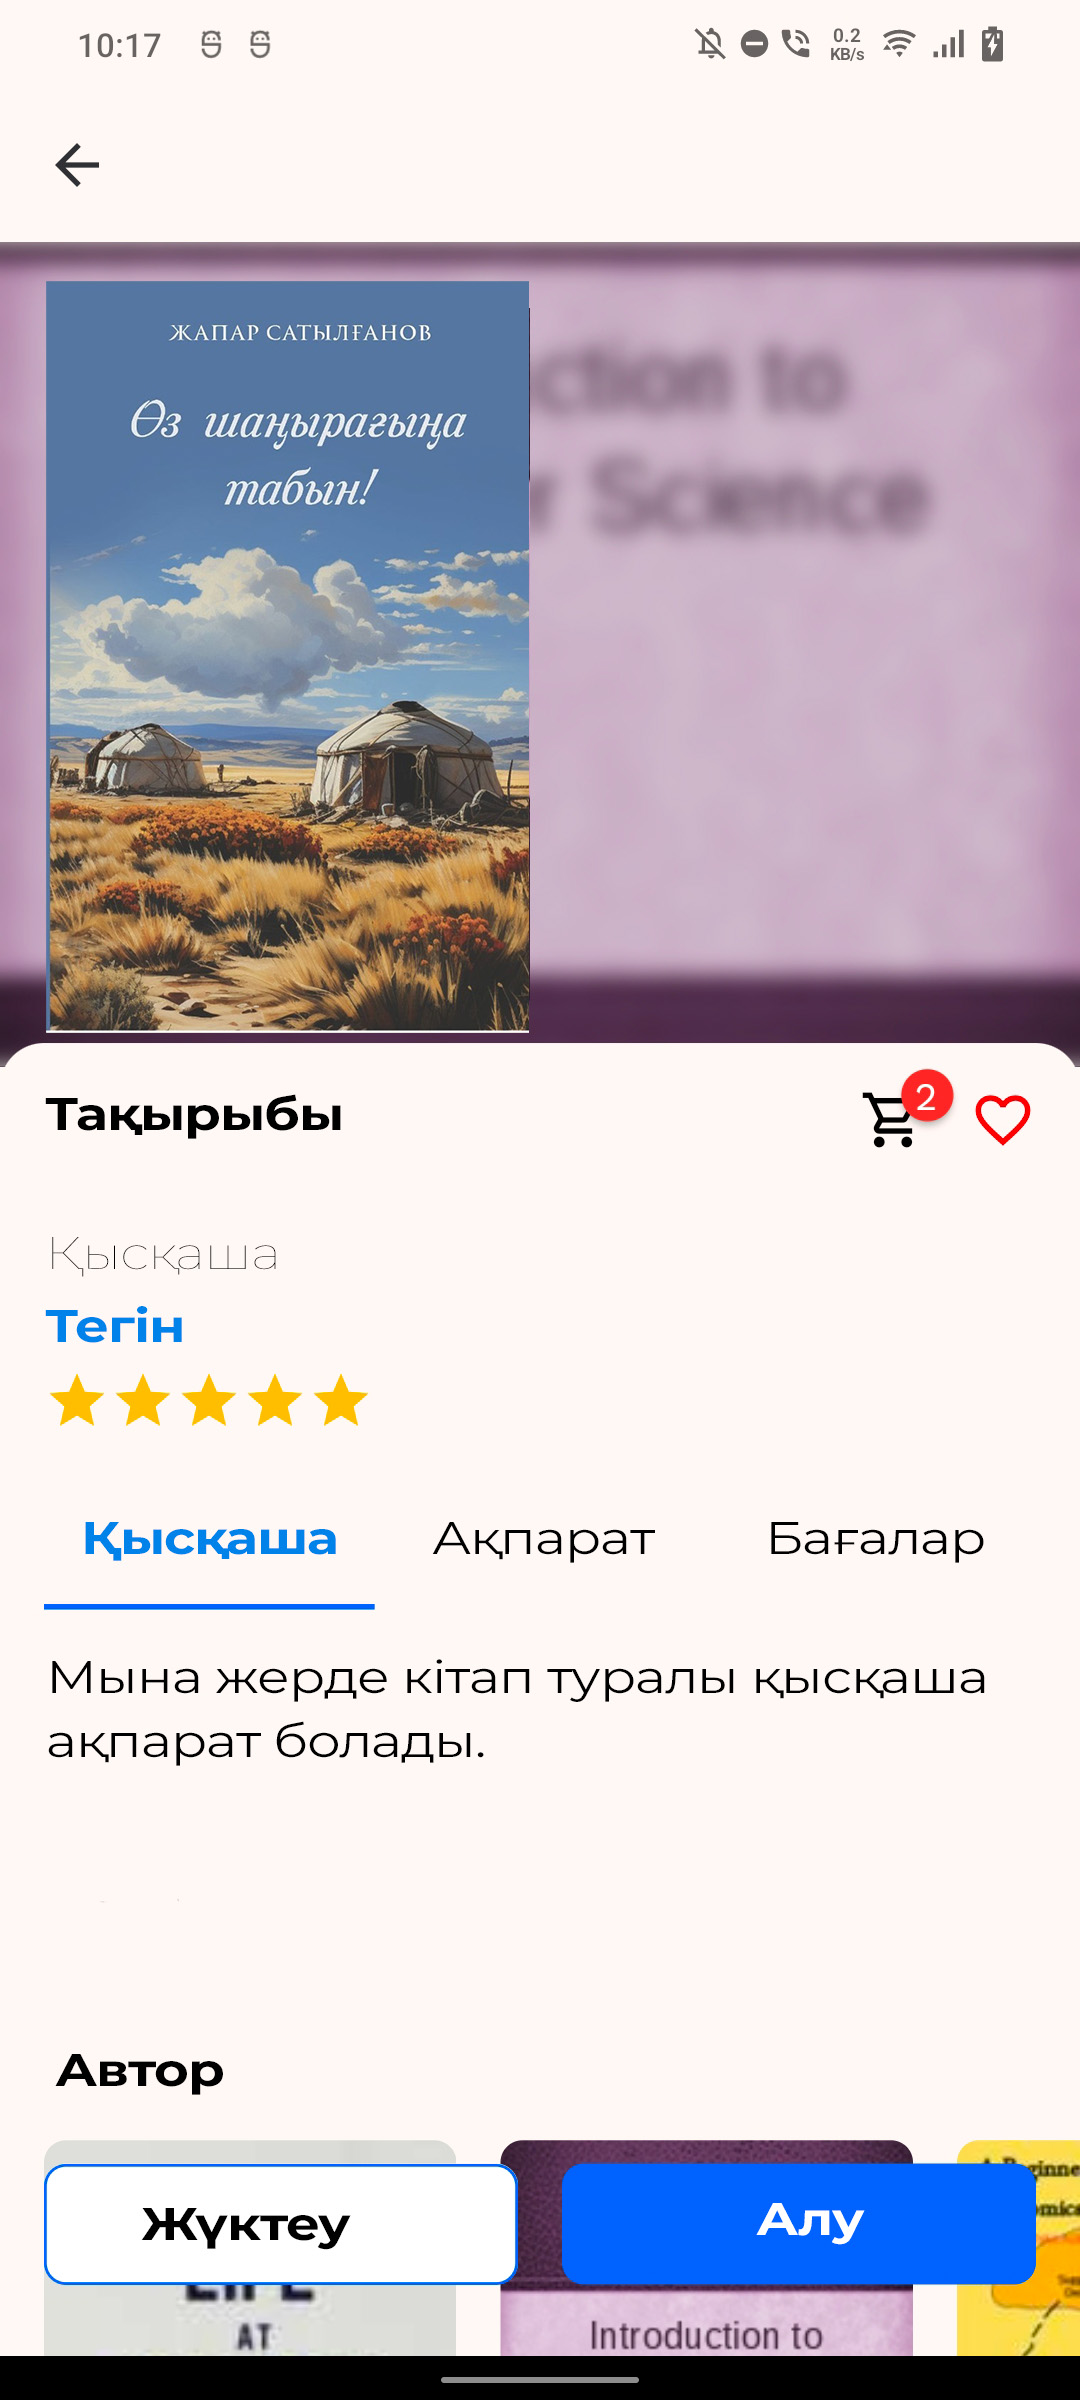 10:17
0.2
KB/s
ЖАПАР САТЫЛҒАНОВ
Өз шаңырағыңа
табын!
ction to
r Science
Тақырыбы
2
Қысқаша
Тегін
Қысқаша
Ақпарат
Бағалар
Мына жерде кітап туралы қысқаша
ақпарат болады.
Автор
Жүктеу
Алу
AT
Introduction to